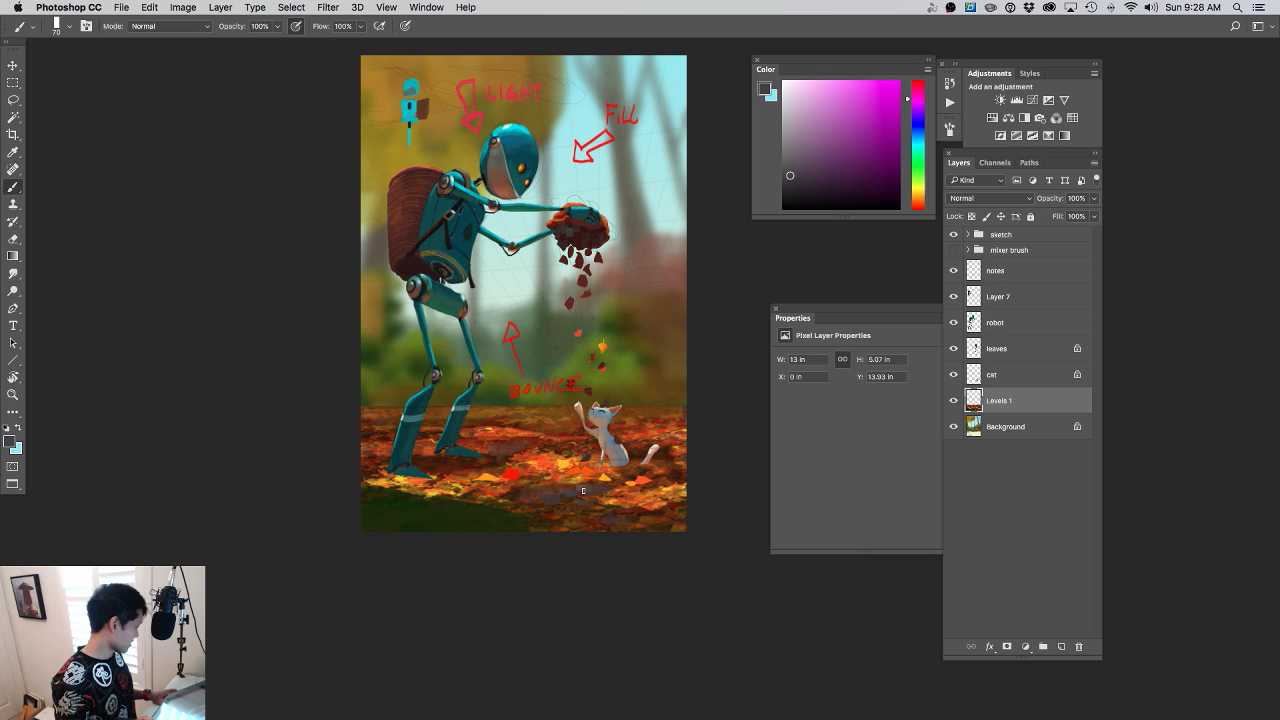 Photoshop CC File Edit Image Layer Type Select Filter 3D View Window Help Sun 9:28 AM
70 Mode: Normal Opacity: 100% Flow: 100%
LIGHT
FILL
BOUNCE
Color
Adjustments Styles
Add an adjustment
Layers Channels Paths
Kind
Normal Opacity: 100%
Lock: Fill: 100%
sketch
mixer brush
notes
Layer 7
robot
leaves
cat
Levels 1
Background
Properties
Pixel Layer Properties
W: 13 in H: 5.07 in
X: 0 in Y: 13.93 in
fx